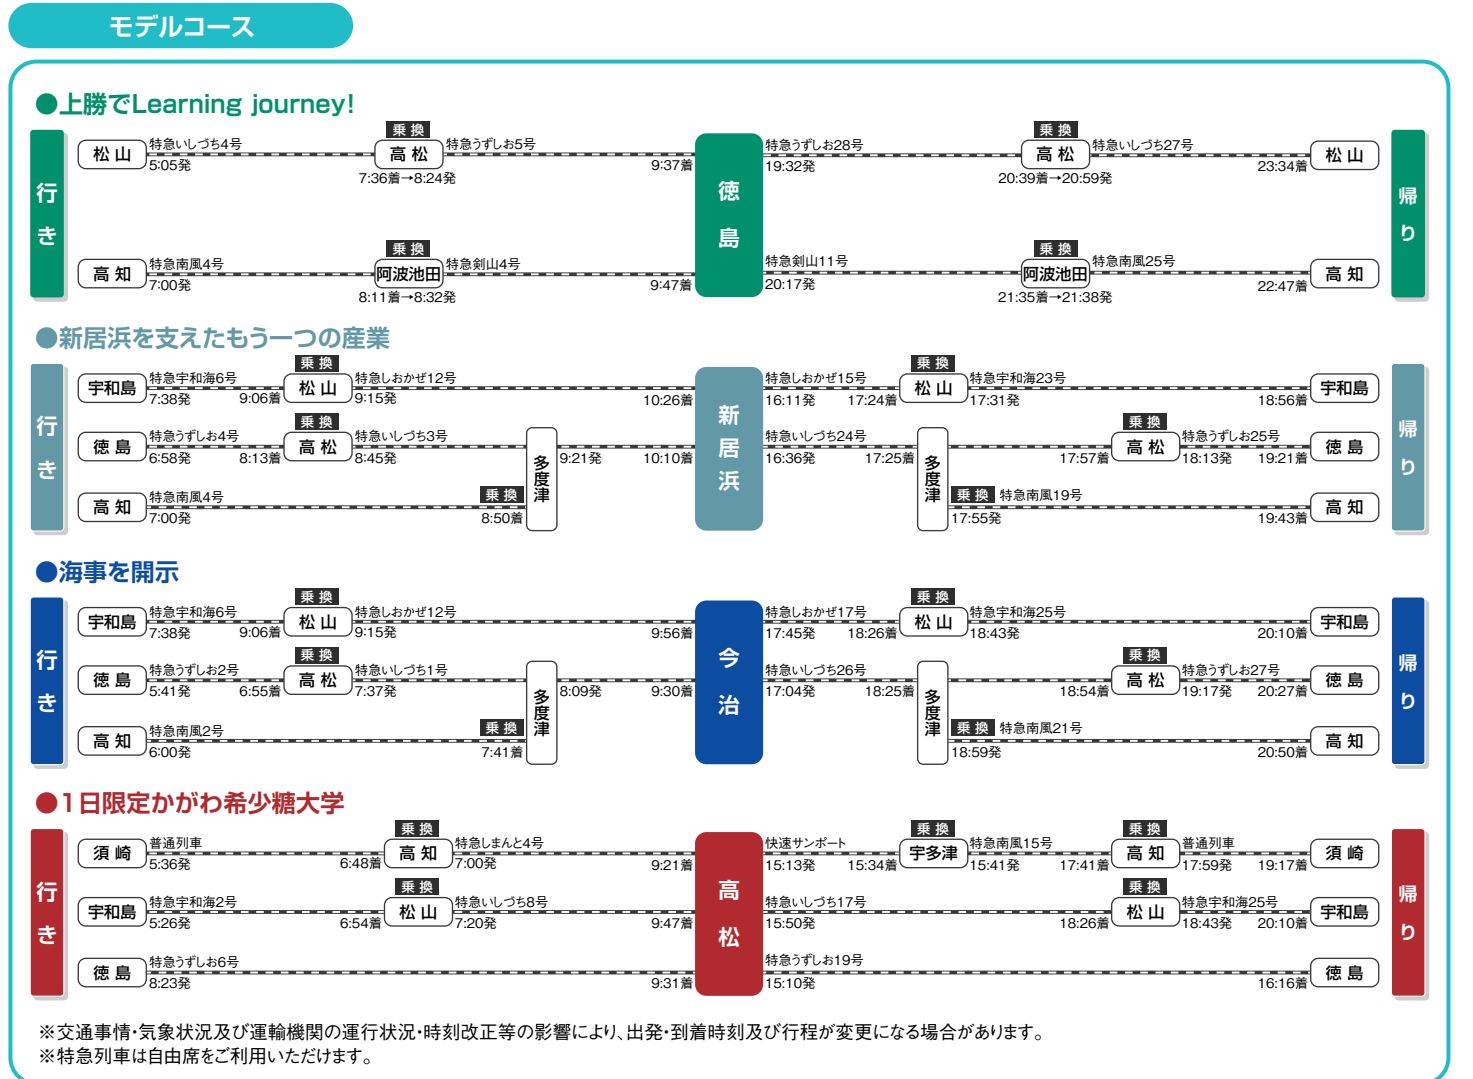 モデルコース
●上勝でLearning journey!
行き
松山 特急いしづち4号 5:05発 乗換 高松 7:36着→8:24発 特急うずしお5号 9:37着
高知 特急南風4号 7:00発 乗換 阿波池田 8:11着→8:32発 特急剣山4号 9:47着
徳島
特急うずしお28号 19:32発 乗換 高松 20:39着→20:59発 特急いしづち27号 23:34着 松山
特急剣山11号 20:17発 乗換 阿波池田 21:35着→21:38発 特急南風25号 22:47着 高知
帰り
●新居浜を支えたもう一つの産業
行き
宇和島 特急宇和海6号 7:38発 9:06着 乗換 松山 特急しおかぜ12号 9:15発 10:26着
徳島 特急うずしお4号 6:58発 8:13着 乗換 高松 特急いしづち3号 8:45発 多度津 9:21発 10:10着
高知 特急南風4号 7:00発 乗換 8:50着
新居浜
特急しおかぜ15号 16:11発 17:24着 乗換 松山 特急宇和海23号 17:31発 18:56着 宇和島
特急いしづち24号 16:36発 17:25着 多度津 17:57着 乗換 高松 特急うずしお25号 18:13発 19:21着 徳島
乗換 特急南風19号 17:55発 19:43着 高知
帰り
●海事を開示
行き
宇和島 特急宇和海6号 7:38発 9:06着 乗換 松山 特急しおかぜ12号 9:15発 9:56着
徳島 特急うずしお2号 5:41発 6:55着 乗換 高松 特急いしづち1号 7:37発 多度津 8:09発 9:30着
高知 特急南風2号 6:00発 乗換 7:41着
今治
特急しおかぜ17号 17:45発 18:26着 乗換 松山 特急宇和海25号 18:43発 20:10着 宇和島
特急いしづち26号 17:04発 18:25着 多度津 18:54着 乗換 高松 特急うずしお27号 19:17発 20:27着 徳島
乗換 特急南風21号 18:59発 20:50着 高知
帰り
●1日限定かがわ希少糖大学
行き
須崎 普通列車 5:36発 6:48着 乗換 高知 特急しまんと4号 7:00発 9:21着
宇和島 特急宇和海2号 5:26発 6:54着 乗換 松山 特急いしづち8号 7:20発 9:47着
徳島 特急うずしお6号 8:23発 9:31着
高松
快速サンポート 15:13発 15:34着 乗換 宇多津 特急南風15号 15:41発 17:41着 乗換 高知 普通列車 17:59発 19:17着 須崎
特急いしづち17号 15:50発 18:26着 乗換 松山 特急宇和海25号 18:43発 20:10着 宇和島
特急うずしお19号 15:10発 16:16着 徳島
帰り
※交通事情・気象状況及び運輸機関の運行状況・時刻改正等の影響により、出発・到着時刻及び行程が変更になる場合があります。
※特急列車は自由席をご利用いただけます。